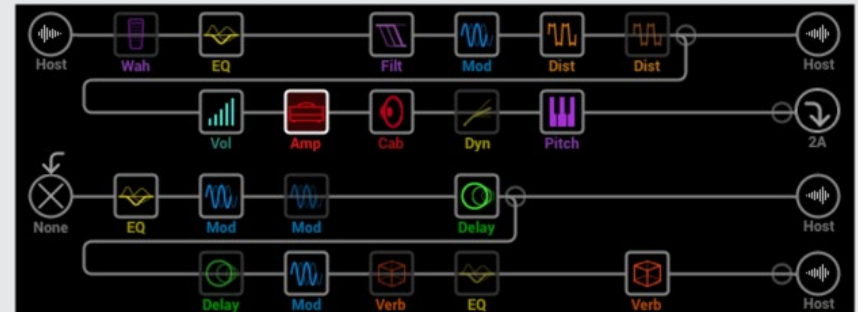 Host Wah EQ Filt Mod Dist Dist Host
Vol Amp Cab Dyn Pitch 2A
None EQ Mod Mod Delay Host
Delay Mod Verb EQ Verb Host